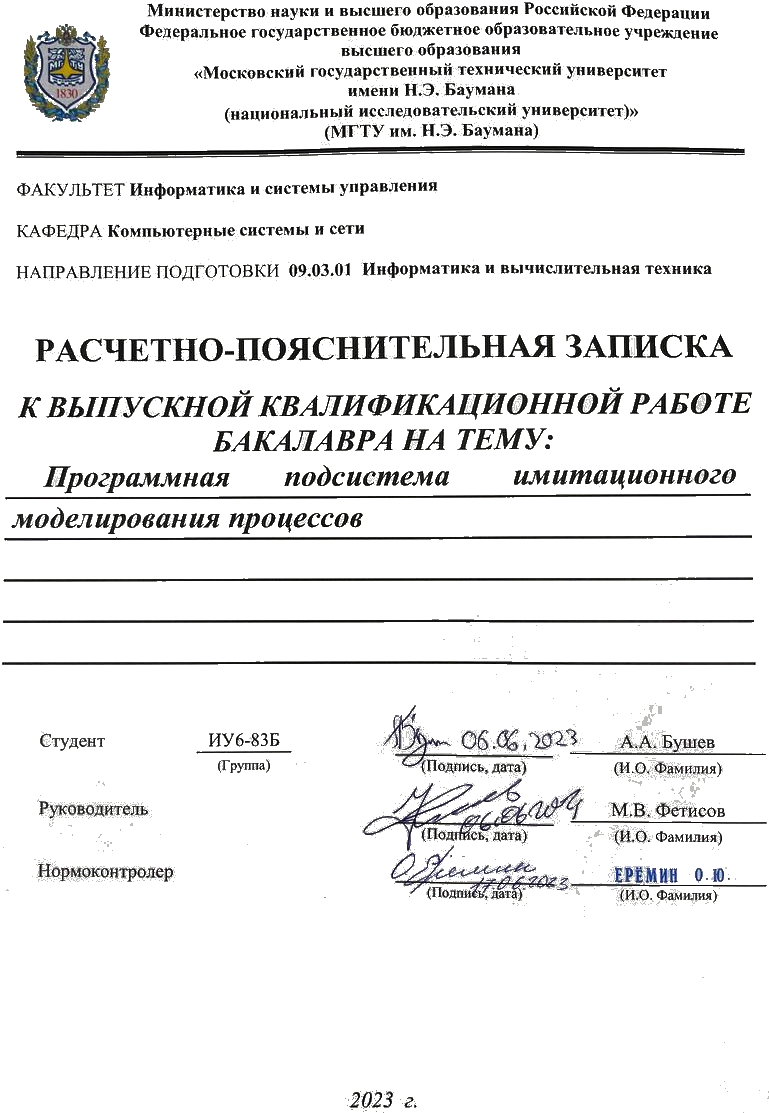 Министерство науки и высшего образования Российской Федерации
Федеральное государственное бюджетное образовательное учреждение
высшего образования
«Московский государственный технический университет
имени Н.Э. Баумана
(национальный исследовательский университет)»
(МГТУ им. Н.Э. Баумана)
1830
ФАКУЛЬТЕТ Информатика и системы управления
КАФЕДРА Компьютерные системы и сети
НАПРАВЛЕНИЕ ПОДГОТОВКИ 09.03.01 Информатика и вычислительная техника
РАСЧЕТНО-ПОЯСНИТЕЛЬНАЯ ЗАПИСКА
К ВЫПУСКНОЙ КВАЛИФИКАЦИОННОЙ РАБОТЕ
БАКАЛАВРА НА ТЕМУ:
Программная подсистема имитационного
моделирования процессов
Студент ИУ6-83Б 06.06.2023 А.А. Бушев
(Группа) (Подпись, дата) (И.О. Фамилия)
Руководитель М.В. Фетисов
(Подпись, дата) (И.О. Фамилия)
Нормоконтролер 17.06.2023 ЕРЁМИН О.Ю.
(Подпись, дата) (И.О. Фамилия)
2023 г.